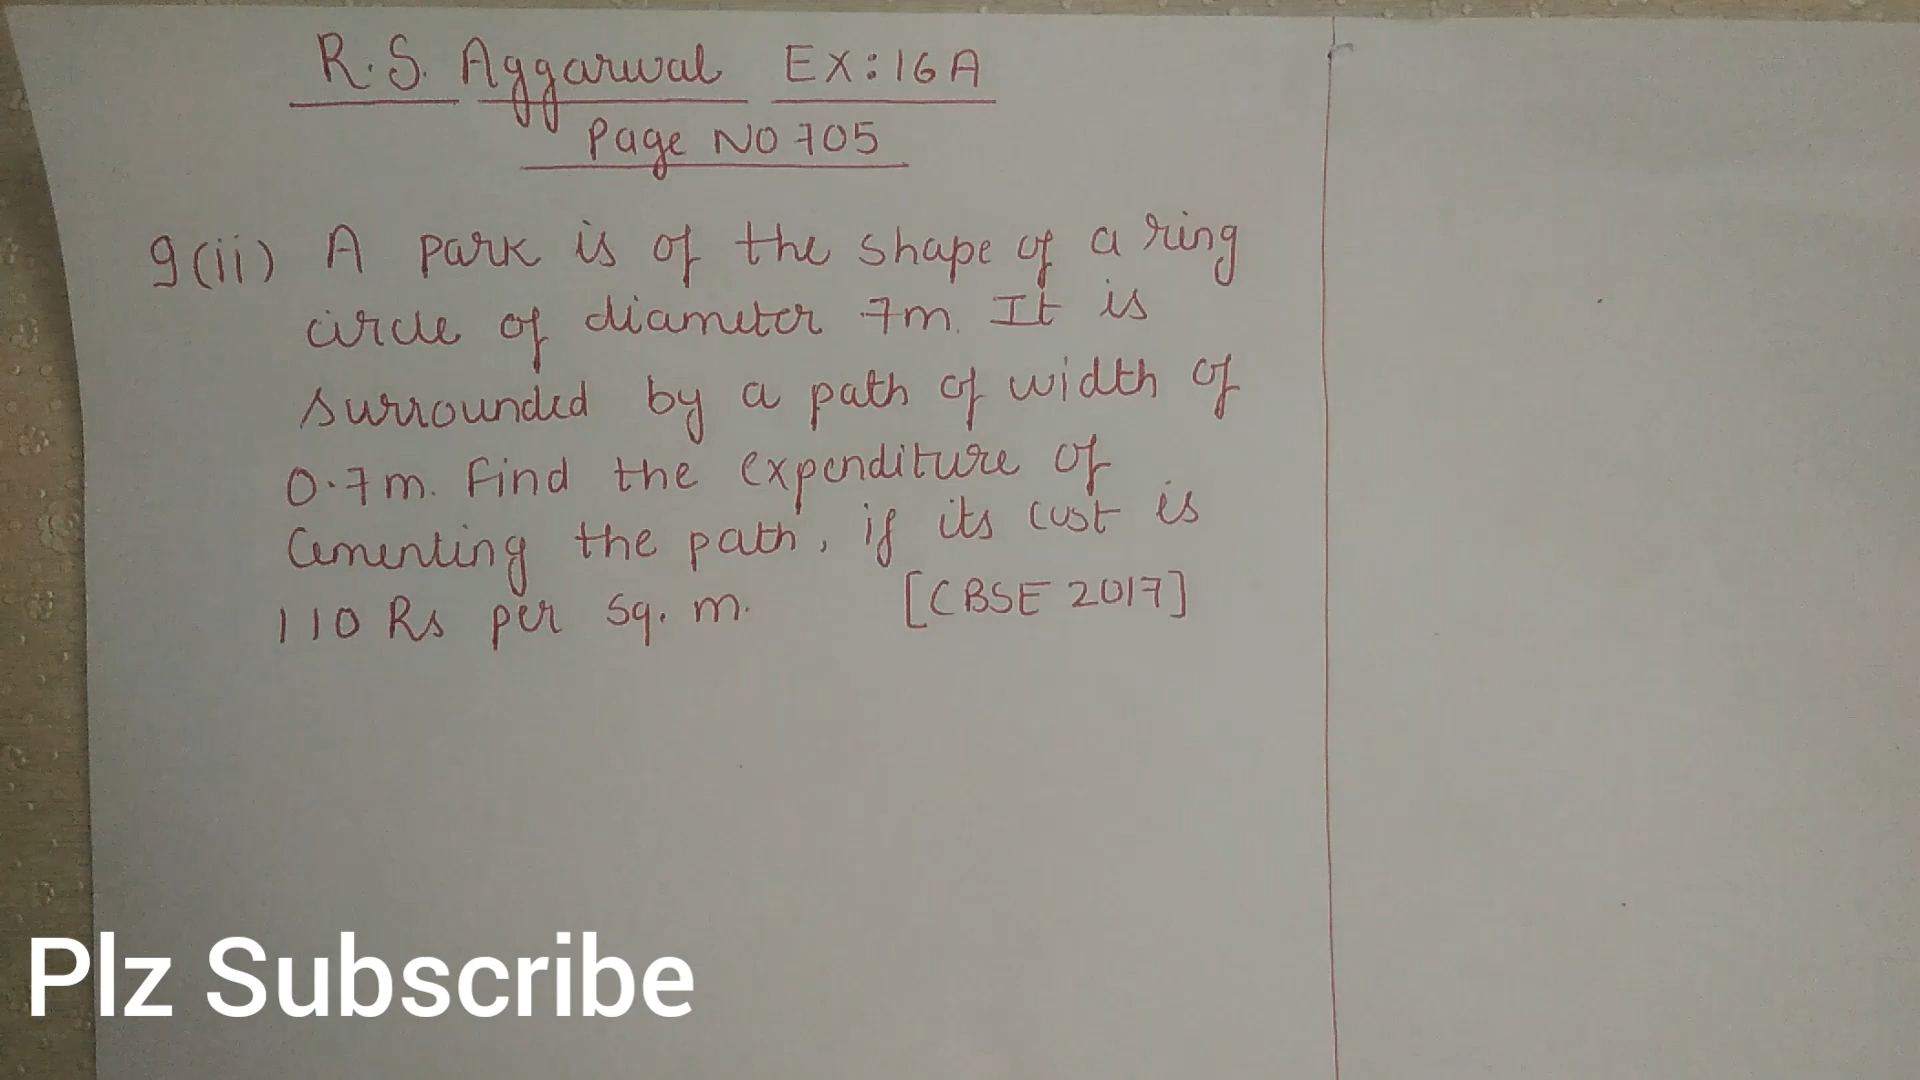 R.S. Aggarwal EX:16A
Page NO 705
9(ii) A park is of the shape of a ring
circle of diameter 7m. It is
surrounded by a path of width of
0.7m. Find the expenditure of
Cementing the path, if its cost is
110 Rs per sq. m. [CBSE 2017]
Plz Subscribe